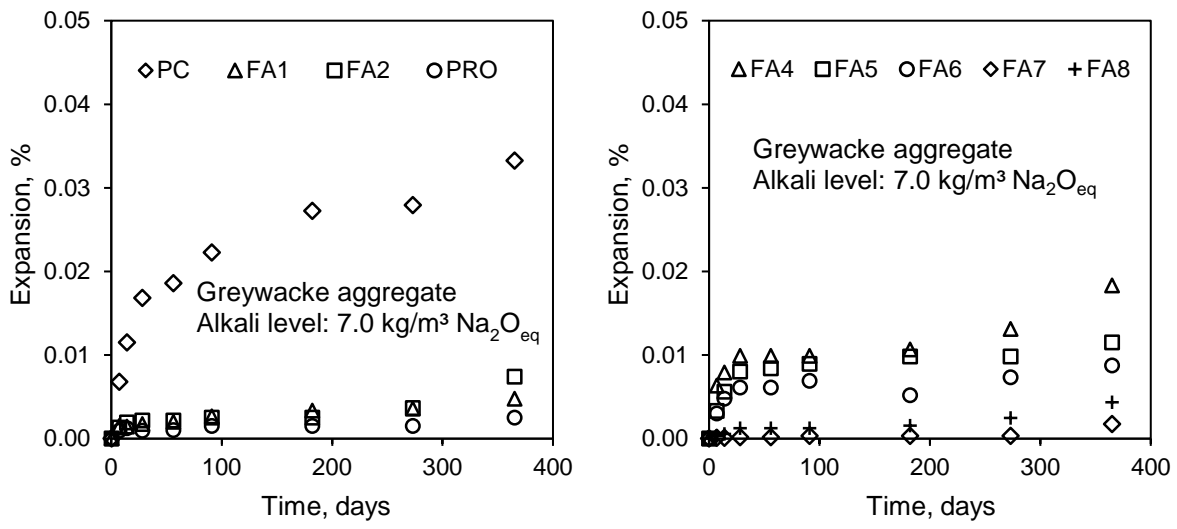 0.05
0.04
0.03
0.02
0.01
0.00
Expansion, %
PC FA1 FA2 PRO
Greywacke aggregate
Alkali level: 7.0 kg/m³ Na₂Oeq
0 100 200 300 400
Time, days
0.05
0.04
0.03
0.02
0.01
0.00
Expansion, %
FA4 FA5 FA6 FA7 FA8
Greywacke aggregate
Alkali level: 7.0 kg/m³ Na₂Oeq
0 100 200 300 400
Time, days